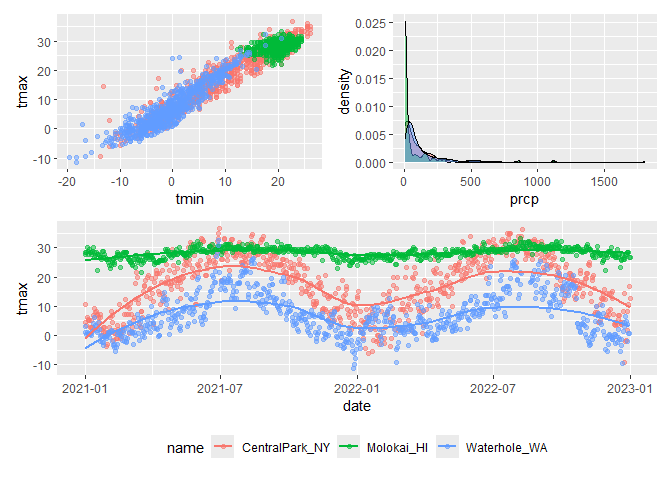 tmax
30
20
10
0
-10
-20 -10 0 10 20
tmin
density
0.025
0.020
0.015
0.010
0.005
0.000
0 500 1000 1500
prcp
tmax
30
20
10
0
-10
2021-01 2021-07 2022-01 2022-07 2023-01
date
name CentralPark_NY Molokai_HI Waterhole_WA